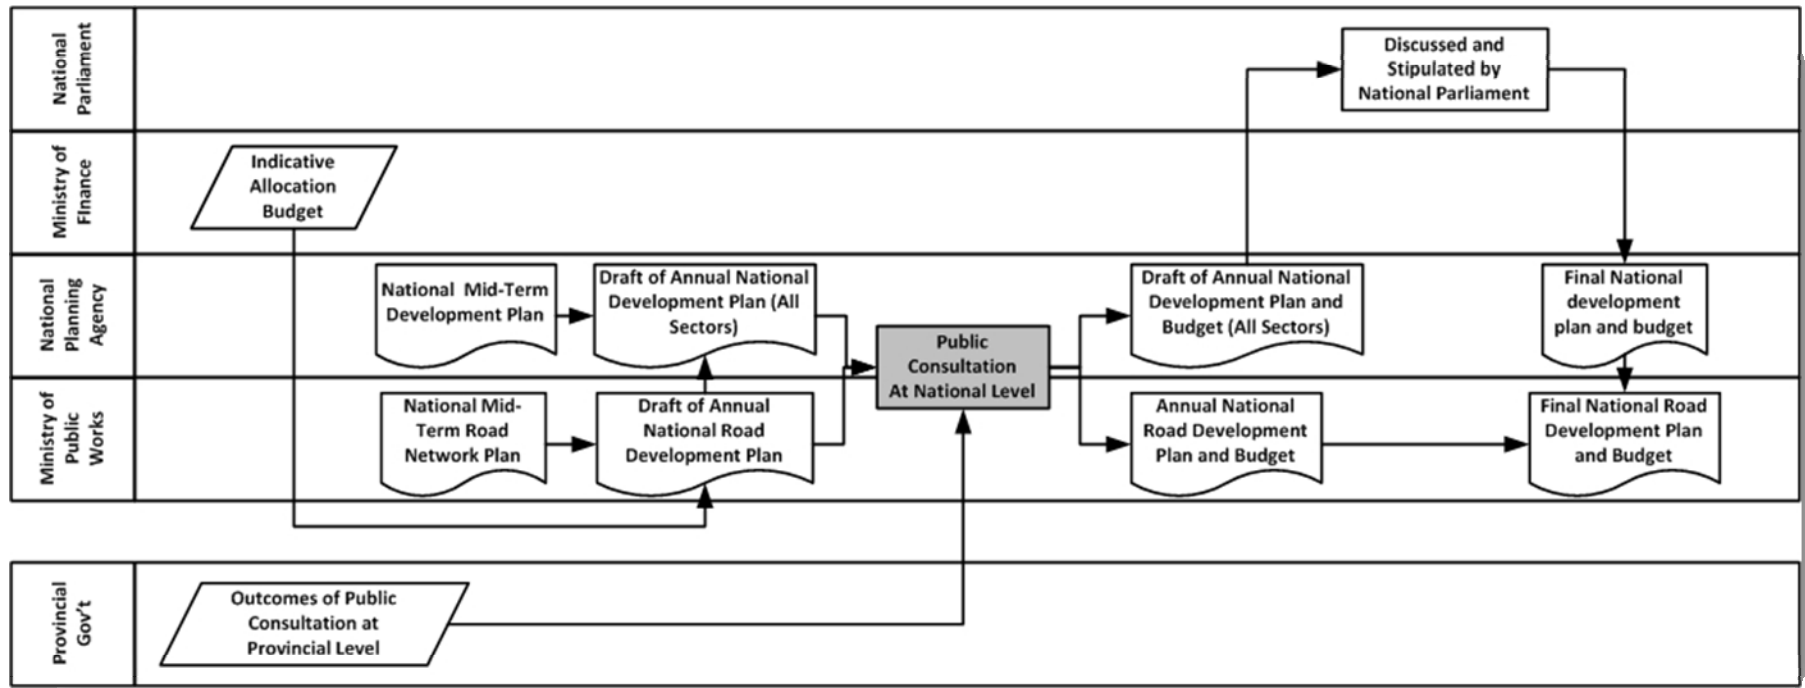 National
Parliament
Discussed and
Stipulated by
National Parliament
Ministry of
FInance
Indicative
Allocation
Budget
National
Planning
Agency
National  Mid-Term
Development Plan
Draft of Annual National
Development Plan (All
Sectors)
Public
Consultation
At National Level
Draft of Annual National
Development Plan and
Budget (All Sectors)
Final National
development
plan and budget
Ministry of
Public
Works
National Mid-
Term Road
Network Plan
Draft of Annual
National Road
Development Plan
Annual National
Road Development
Plan and Budget
Final National Road
Development Plan
and Budget
Provincial
Gov't
Outcomes of Public
Consultation at
Provincial Level